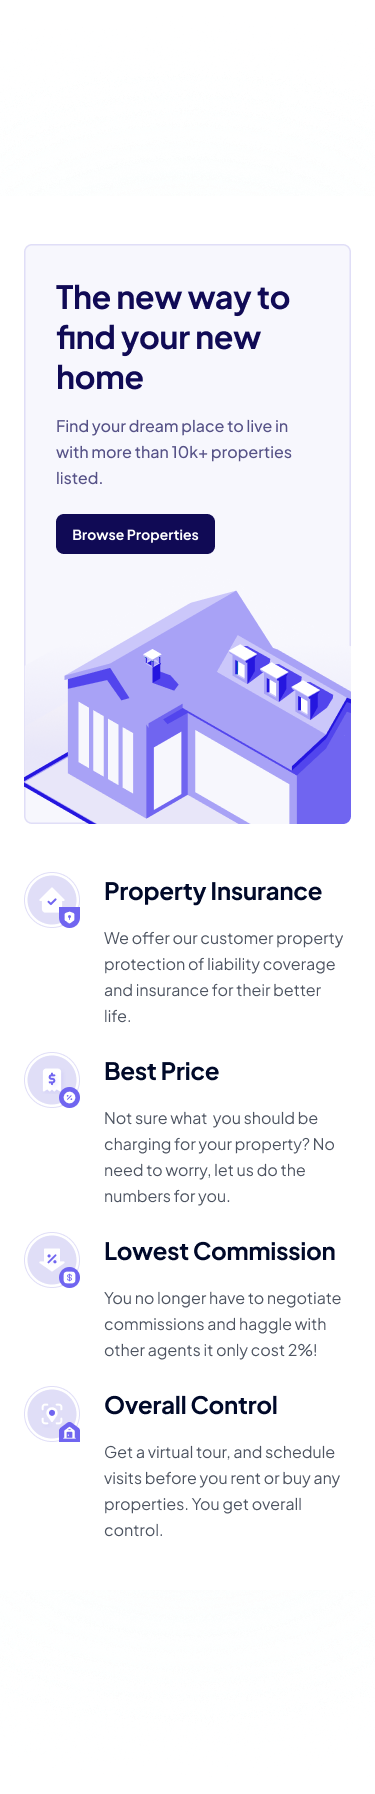 The new way to
find your new
home
Find your dream place to live in
with more than 10k+ properties
listed.
Browse Properties
Property Insurance
We offer our customer property
protection of liability coverage
and insurance for their better
life.
$
Best Price
Not sure what  you should be
charging for your property? No
need to worry, let us do the
numbers for you.
%
$
Lowest Commission
You no longer have to negotiate
commissions and haggle with
other agents it only cost 2%!
Overall Control
Get a virtual tour, and schedule
visits before you rent or buy any
properties. You get overall
control.